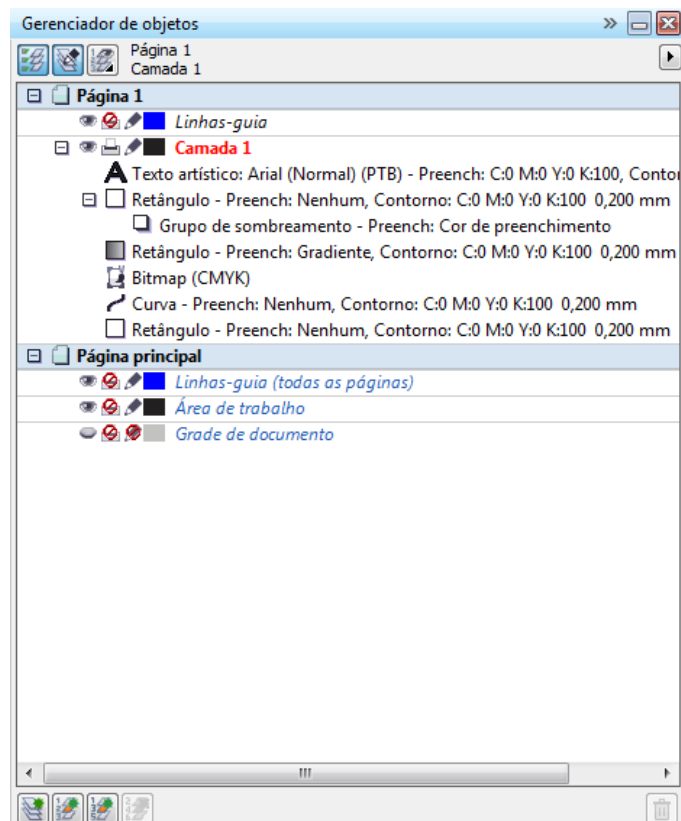 Gerenciador de objetos
Página 1
Camada 1
Página 1
Linhas-guia
Camada 1
Texto artístico: Arial (Normal) (PTB) - Preench: C:0 M:0 Y:0 K:100, Contor
Retângulo - Preench: Nenhum, Contorno: C:0 M:0 Y:0 K:100 0,200 mm
Grupo de sombreamento - Preench: Cor de preenchimento
Retângulo - Preench: Gradiente, Contorno: C:0 M:0 Y:0 K:100 0,200 mm
Bitmap (CMYK)
Curva - Preench: Nenhum, Contorno: C:0 M:0 Y:0 K:100 0,200 mm
Retângulo - Preench: Nenhum, Contorno: C:0 M:0 Y:0 K:100 0,200 mm
Página principal
Linhas-guia (todas as páginas)
Área de trabalho
Grade de documento